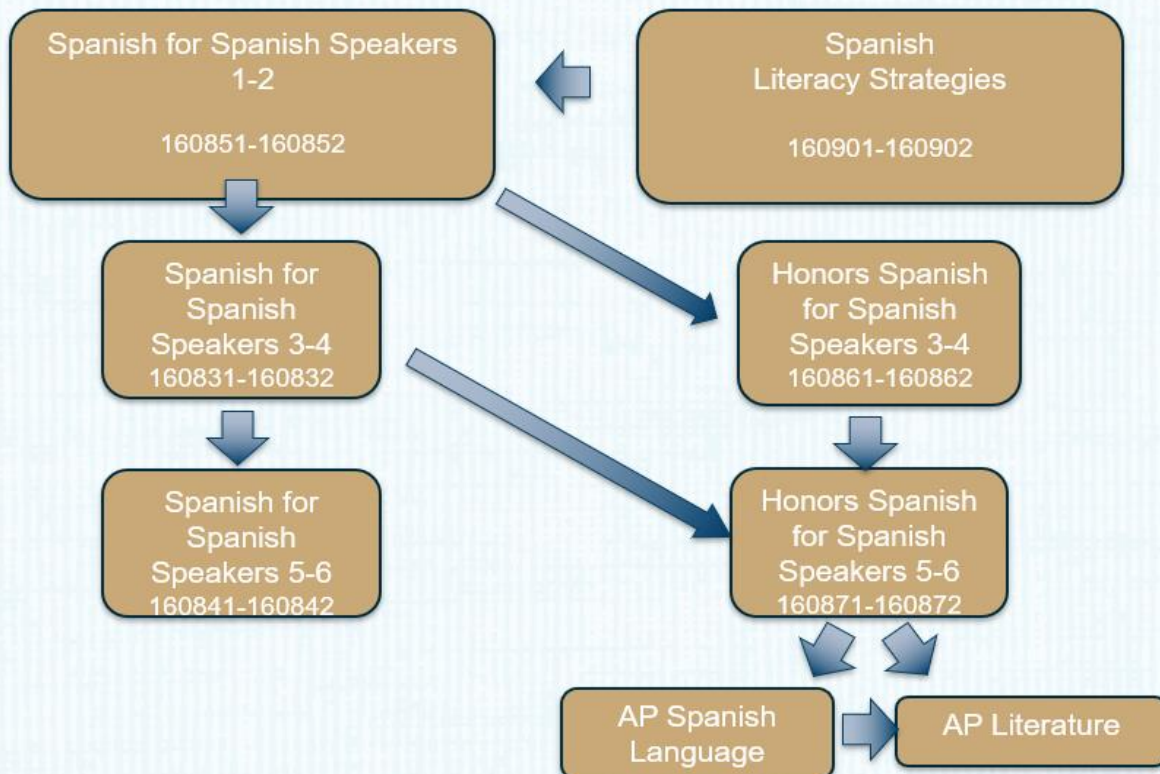 Spanish for Spanish Speakers
1-2
160851-160852
Spanish
Literacy Strategies
160901-160902
Spanish for
Spanish
Speakers 3-4
160831-160832
Honors Spanish
for Spanish
Speakers 3-4
160861-160862
Spanish for
Spanish
Speakers 5-6
160841-160842
Honors Spanish
for Spanish
Speakers 5-6
160871-160872
AP Spanish
Language
AP Literature